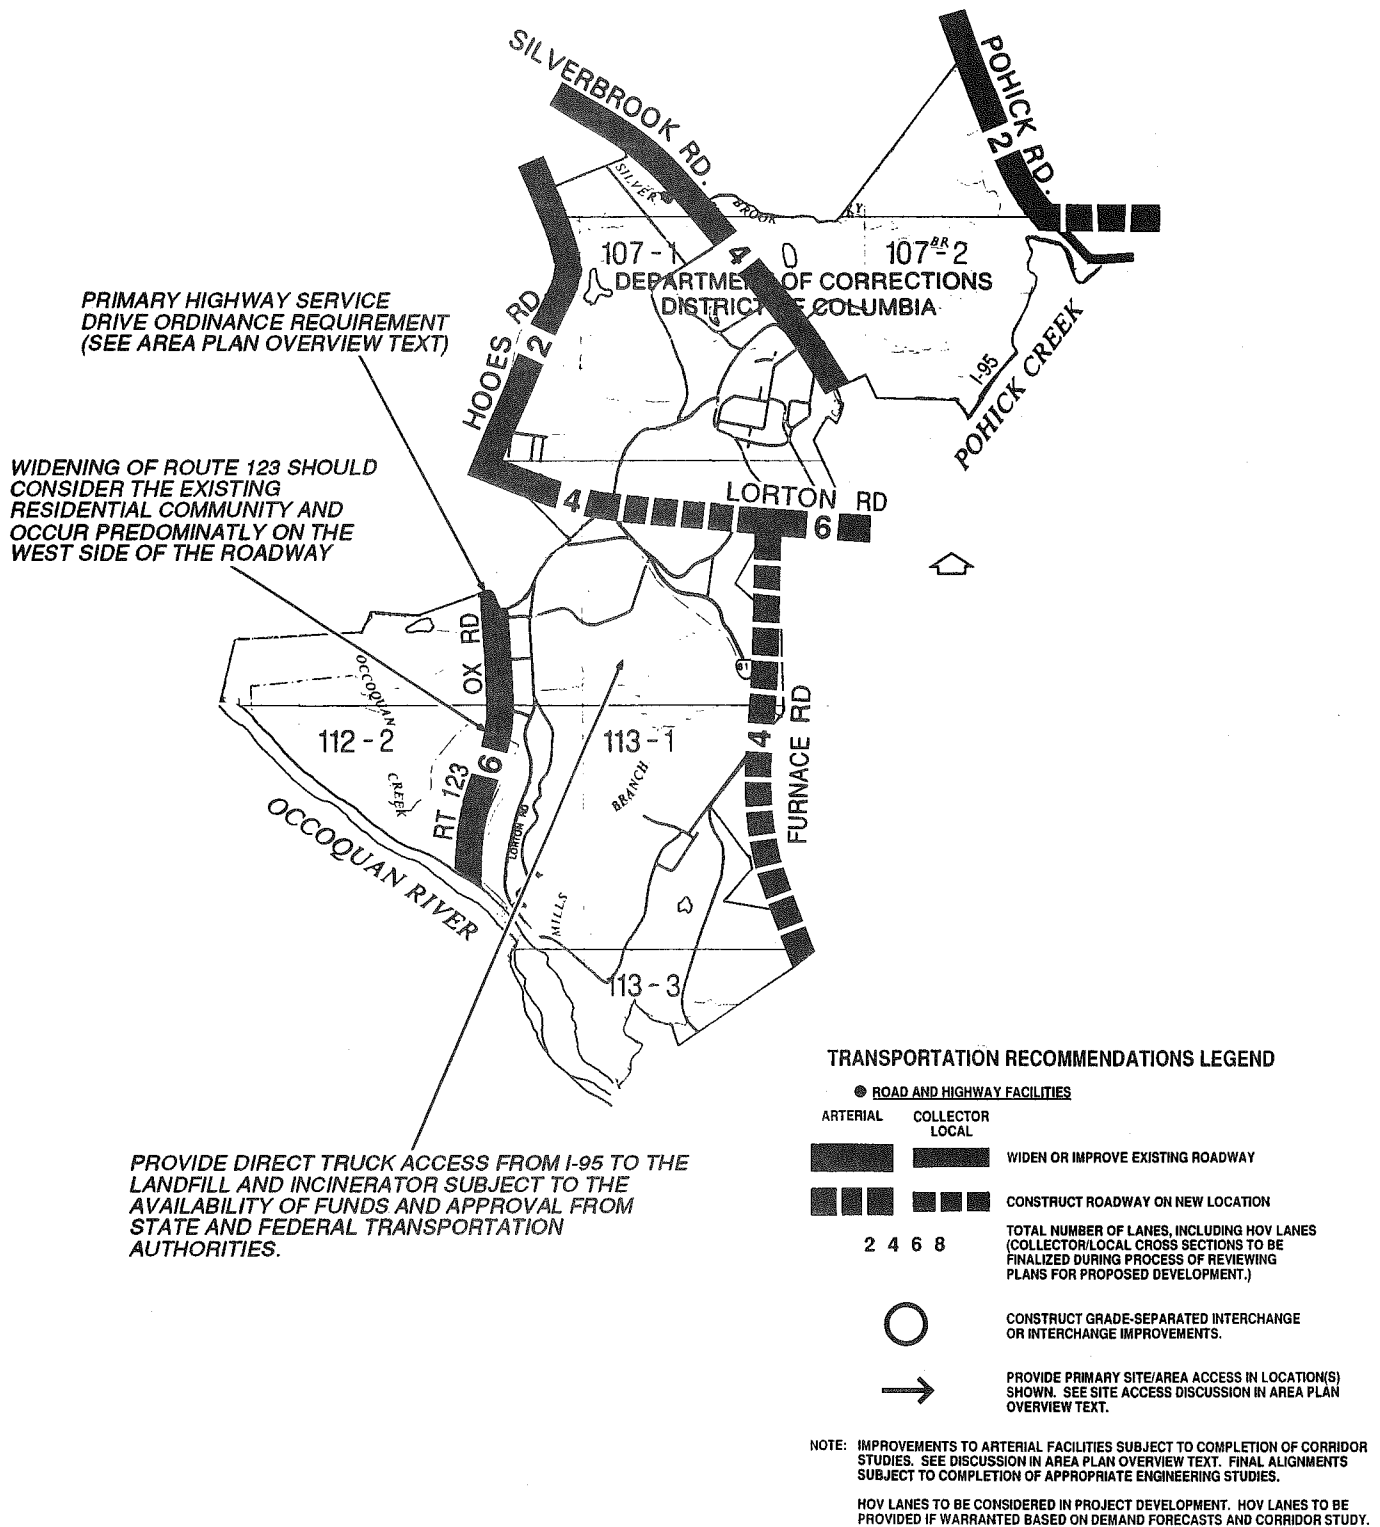 SILVERBROOK RD.
POHICK RD.
2
SILVER
BROOK
107 - 1
4
107 - 2
BR
DEPARTMENT OF CORRECTIONS
DISTRICT OF COLUMBIA
PRIMARY HIGHWAY SERVICE
DRIVE ORDINANCE REQUIREMENT
(SEE AREA PLAN OVERVIEW TEXT)
HOOES RD
2
I-95
POHICK CREEK
WIDENING OF ROUTE 123 SHOULD
CONSIDER THE EXISTING
RESIDENTIAL COMMUNITY AND
OCCUR PREDOMINATLY ON THE
WEST SIDE OF THE ROADWAY
4
LORTON RD
6
OX RD
OCCOQUAN
CREEK
112 - 2
6
RT 123
113 - 1
BRANCH
4
FURNACE RD
LORTON RD
OCCOQUAN RIVER
MILLS
113 - 3
PROVIDE DIRECT TRUCK ACCESS FROM I-95 TO THE
LANDFILL AND INCINERATOR SUBJECT TO THE
AVAILABILITY OF FUNDS AND APPROVAL FROM
STATE AND FEDERAL TRANSPORTATION
AUTHORITIES.
TRANSPORTATION RECOMMENDATIONS LEGEND
ROAD AND HIGHWAY FACILITIES
ARTERIAL
COLLECTOR
LOCAL
WIDEN OR IMPROVE EXISTING ROADWAY
CONSTRUCT ROADWAY ON NEW LOCATION
2 4 6 8
TOTAL NUMBER OF LANES, INCLUDING HOV LANES
(COLLECTOR/LOCAL CROSS SECTIONS TO BE
FINALIZED DURING PROCESS OF REVIEWING
PLANS FOR PROPOSED DEVELOPMENT.)
CONSTRUCT GRADE-SEPARATED INTERCHANGE
OR INTERCHANGE IMPROVEMENTS.
PROVIDE PRIMARY SITE/AREA ACCESS IN LOCATION(S)
SHOWN. SEE SITE ACCESS DISCUSSION IN AREA PLAN
OVERVIEW TEXT.
NOTE: IMPROVEMENTS TO ARTERIAL FACILITIES SUBJECT TO COMPLETION OF CORRIDOR
STUDIES. SEE DISCUSSION IN AREA PLAN OVERVIEW TEXT. FINAL ALIGNMENTS
SUBJECT TO COMPLETION OF APPROPRIATE ENGINEERING STUDIES.
HOV LANES TO BE CONSIDERED IN PROJECT DEVELOPMENT. HOV LANES TO BE
PROVIDED IF WARRANTED BASED ON DEMAND FORECASTS AND CORRIDOR STUDY.